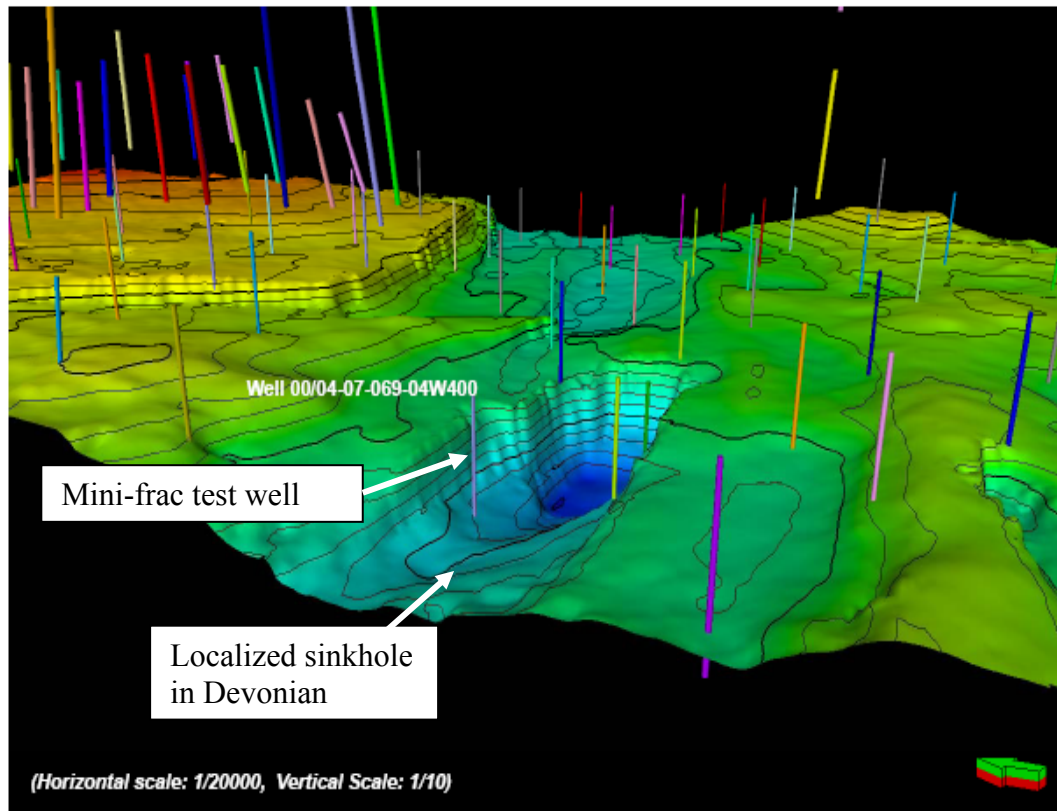 Well 00/04-07-069-04W400
Mini-frac test well
Localized sinkhole
in Devonian
(Horizontal scale: 1/20000, Vertical Scale: 1/10)